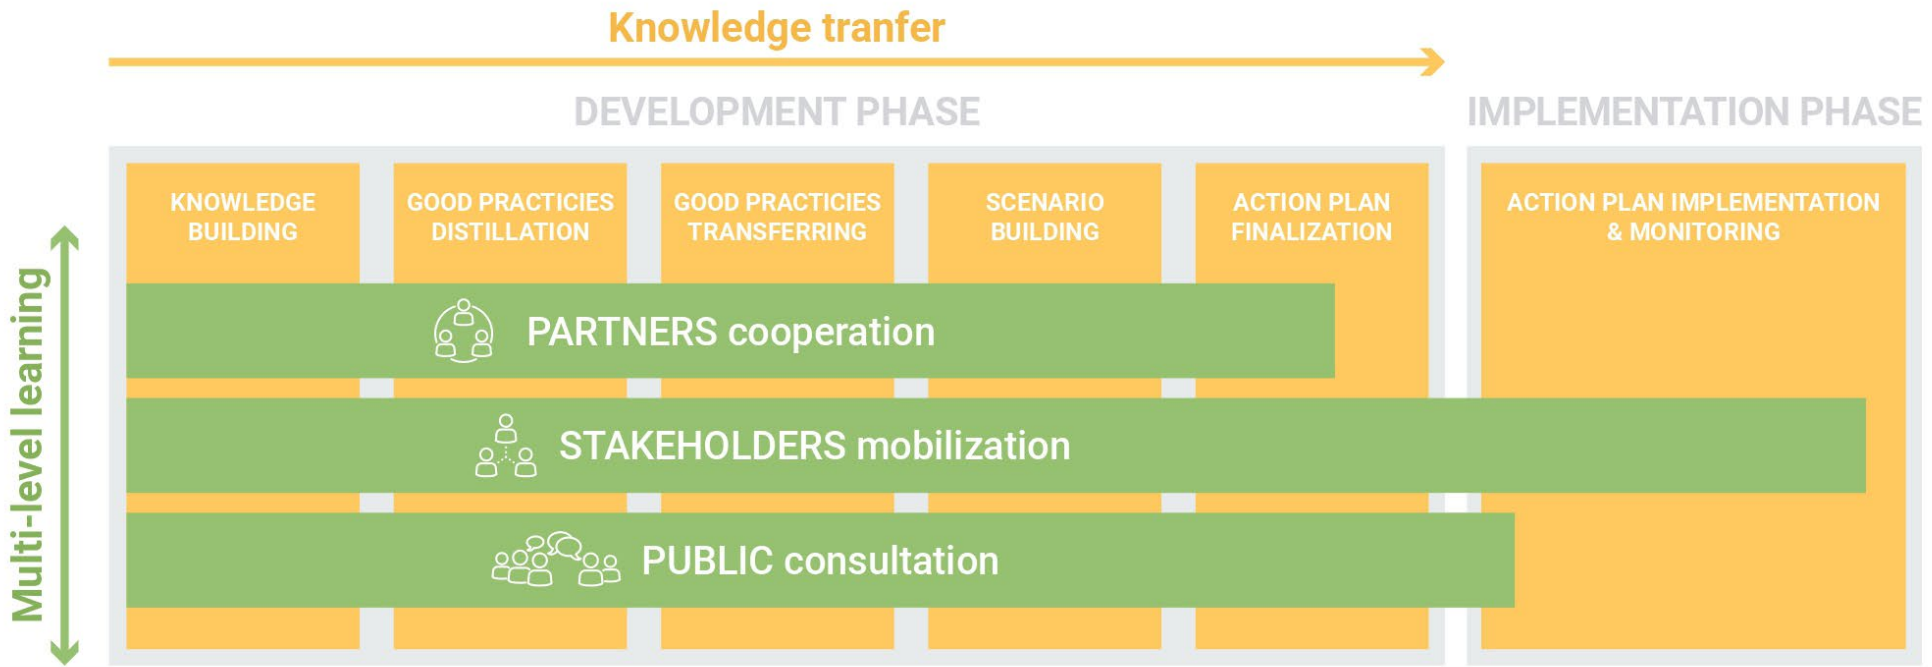 Knowledge tranfer
DEVELOPMENT PHASE
IMPLEMENTATION PHASE
KNOWLEDGE
BUILDING
GOOD PRACTICIES
DISTILLATION
GOOD PRACTICIES
TRANSFERRING
SCENARIO
BUILDING
ACTION PLAN
FINALIZATION
ACTION PLAN IMPLEMENTATION
& MONITORING
Multi-level learning
PARTNERS cooperation
STAKEHOLDERS mobilization
PUBLIC consultation